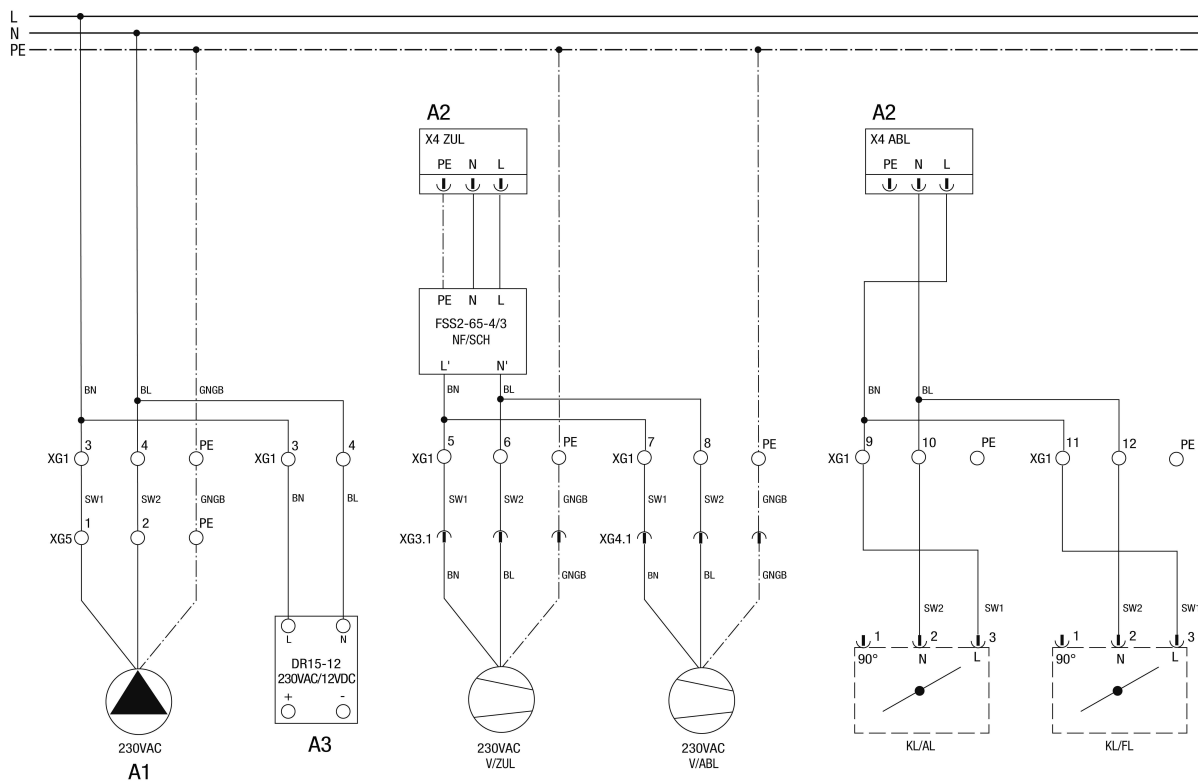 L
N
PE
A2 A2
X4 ZUL X4 ABL
PE N L PE N L
PE N L
FSS2-65-4/3
NF/SCH
L' N'
BN BL GNGB BN BL BN BL
3 4 PE 3 4 5 6 PE 7 8 PE 9 10 PE 11 12 PE
XG1 XG1 XG1 XG1 XG1 XG1
SW1 SW2 GNGB BN BL SW1 SW2 GNGB SW1 SW2 GNGB
1 2 PE
XG5 XG3.1 XG4.1
BN BL GNGB BN BL GNGB
SW2 SW1 SW2 SW1
1 2 3 1 2 3
L N 90° N L 90° N L
DR15-12
230VAC/12VDC
+ -
230VAC 230VAC 230VAC KL/AL KL/FL
V/ZUL V/ABL
A1 A3